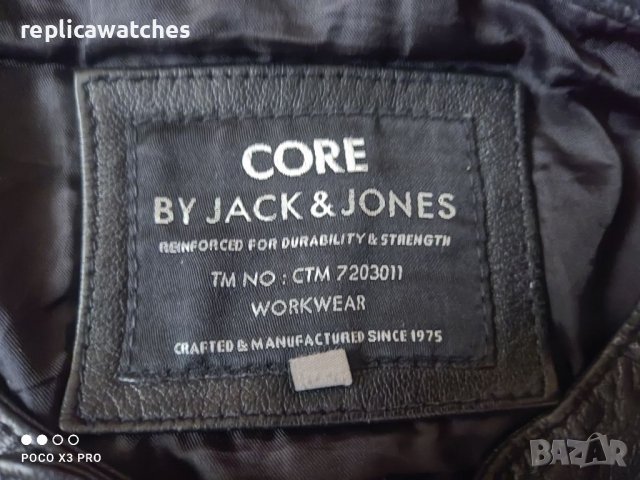 replicawatches
CORE
BY JACK & JONES
REINFORCED FOR DURABILITY & STRENGTH
TM NO : CTM 7203011
WORKWEAR
CRAFTED & MANUFACTURED SINCE 1975
POCO X3 PRO
BAZAR